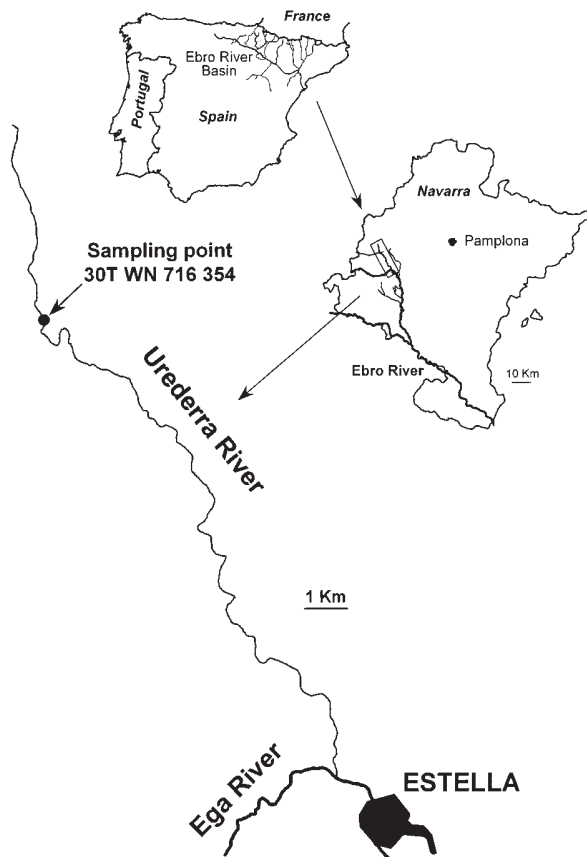 France
Ebro River
Basin
Portugal
Spain
Navarra
Pamplona
Sampling point
30T WN 716 354
Urederra River
Ebro River
10 Km
1 Km
Ega River
ESTELLA